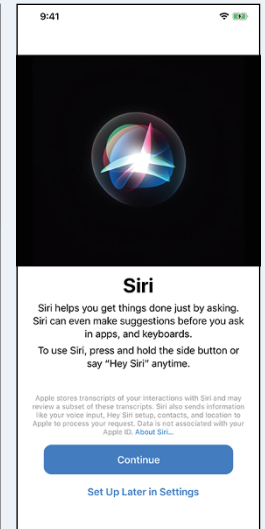 9:41
Siri
Siri helps you get things done just by asking.
Siri can even make suggestions before you ask
in apps, and keyboards.
To use Siri, press and hold the side button or
say “Hey Siri” anytime.
Apple stores transcripts of your interactions with Siri and may
review a subset of these transcripts. Siri also sends information
like your voice input, Hey Siri setup, contacts, and location to
Apple to process your request. Data is not associated with your
Apple ID. About Siri...
Continue
Set Up Later in Settings